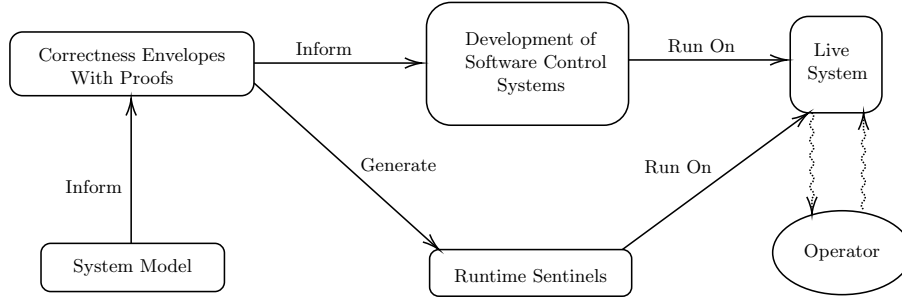 Correctness Envelopes
With Proofs
Inform
Development of
Software Control
Systems
Run On
Live
System
Generate
Run On
Inform
System Model
Runtime Sentinels
Operator